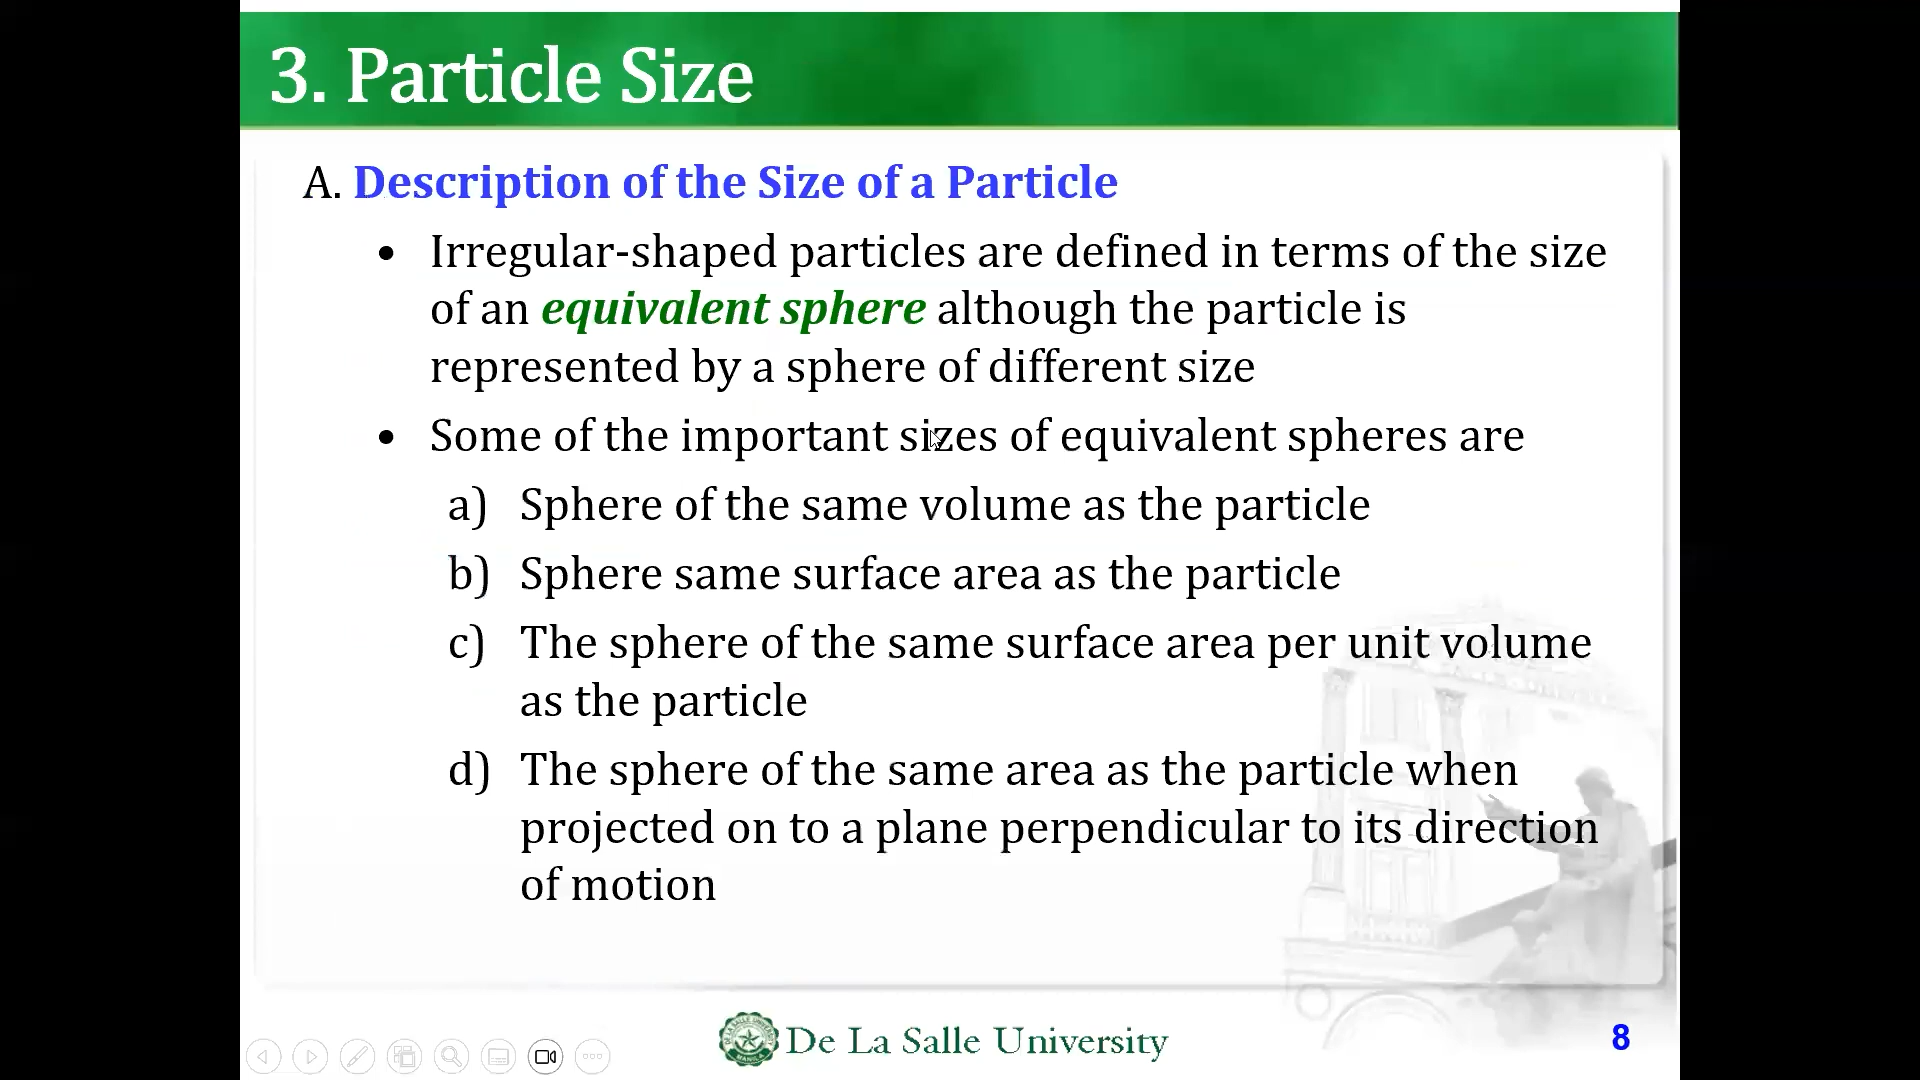 3. Particle Size
A. Description of the Size of a Particle
• Irregular-shaped particles are defined in terms of the size
of an equivalent sphere although the particle is
represented by a sphere of different size
• Some of the important sizes of equivalent spheres are
a) Sphere of the same volume as the particle
b) Sphere same surface area as the particle
c) The sphere of the same surface area per unit volume
as the particle
d) The sphere of the same area as the particle when
projected on to a plane perpendicular to its direction
of motion
De La Salle University
8